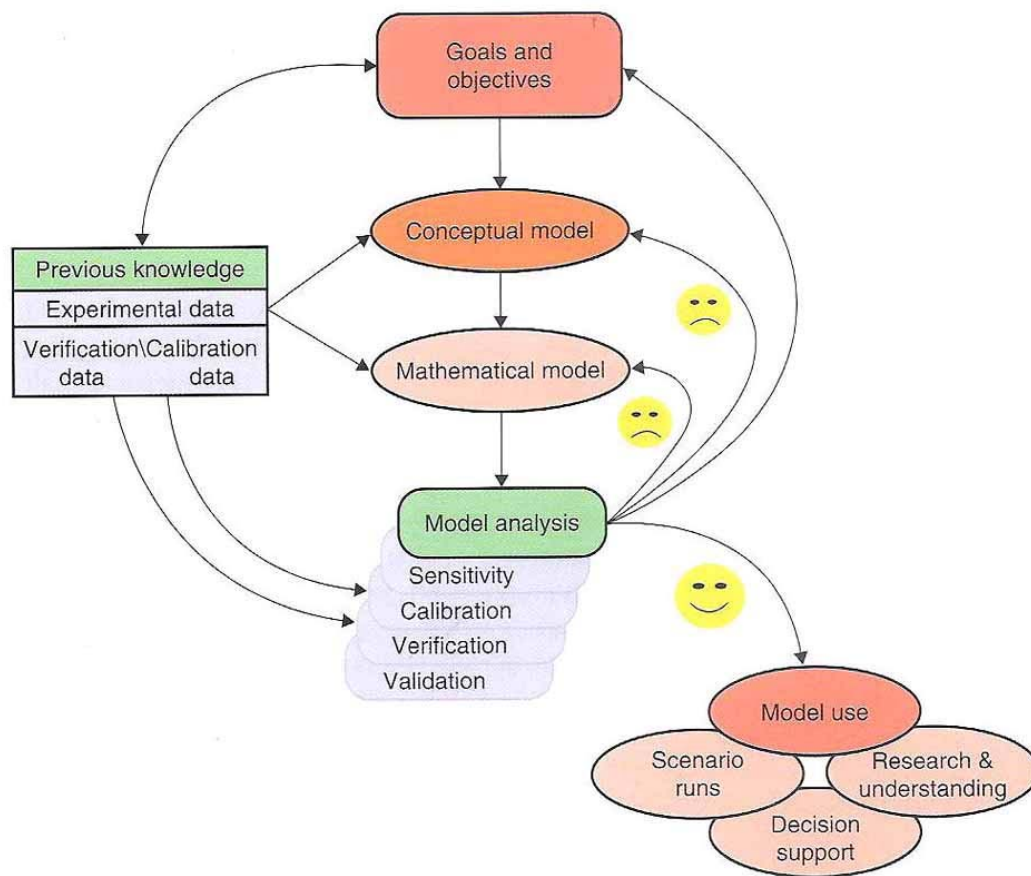 Goals and
objectives
Conceptual model
Previous knowledge
Experimental data
Verification\Calibration
data data
Mathematical model
Model analysis
Sensitivity
Calibration
Verification
Validation
Model use
Scenario
runs
Research &
understanding
Decision
support